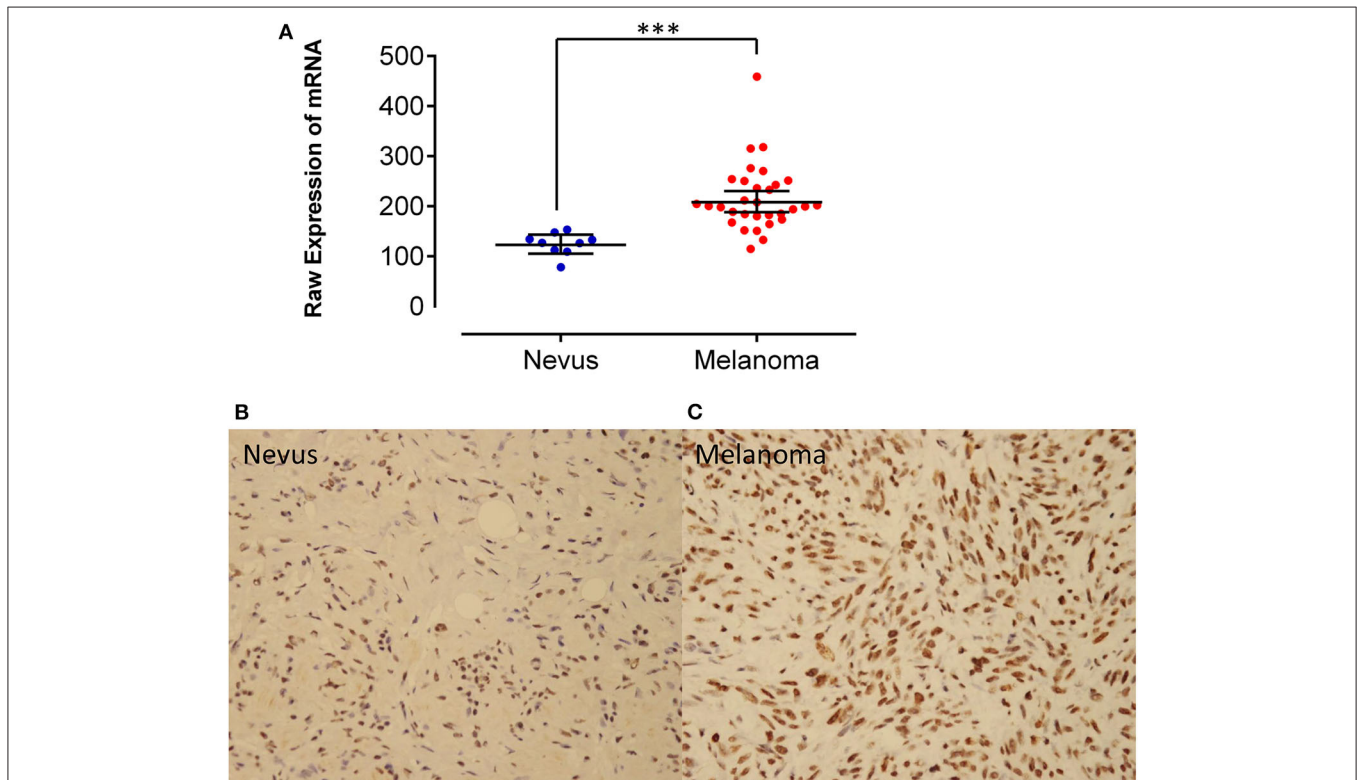 A
***
Raw Expression of mRNA
500
400
300
200
100
0
Nevus
Melanoma
B
C
Nevus
Melanoma